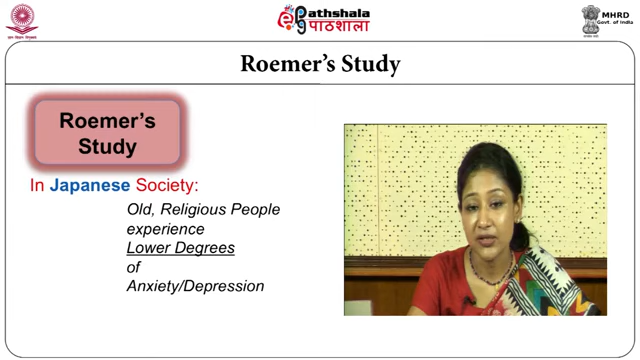 Pathshala
पाठशाला
MHRD
Govt. of India
Roemer's Study
Roemer's
Study
In Japanese Society:
Old, Religious People
experience
Lower Degrees
of
Anxiety/Depression